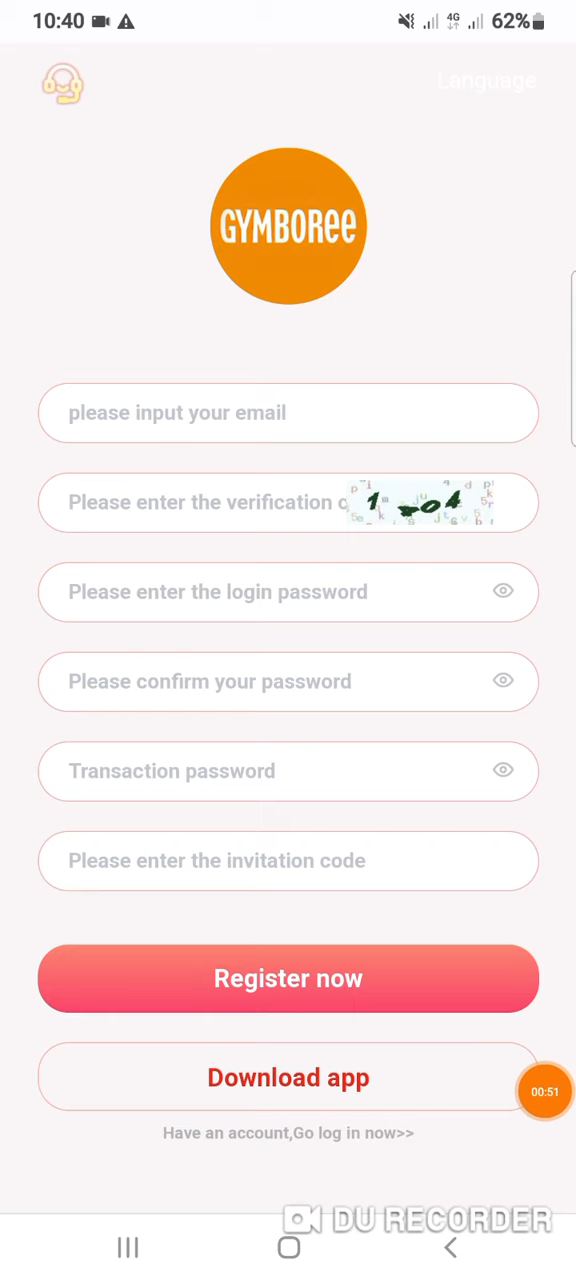 10:40 4G 62%
Language
GYMBOREE
please input your email
Please enter the verification c
Please enter the login password
Please confirm your password
Transaction password
Please enter the invitation code
Register now
Download app
00:51
Have an account,Go log in now>>
DU RECORDER